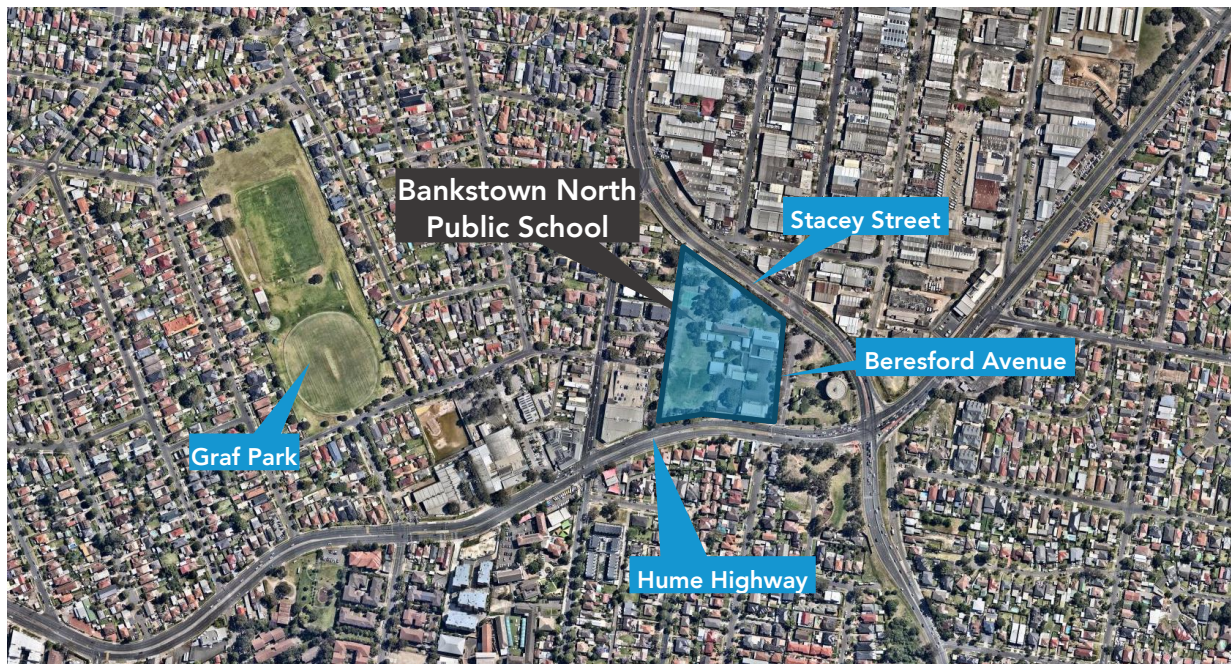 Bankstown North
Public School
Stacey Street
Beresford Avenue
Graf Park
Hume Highway